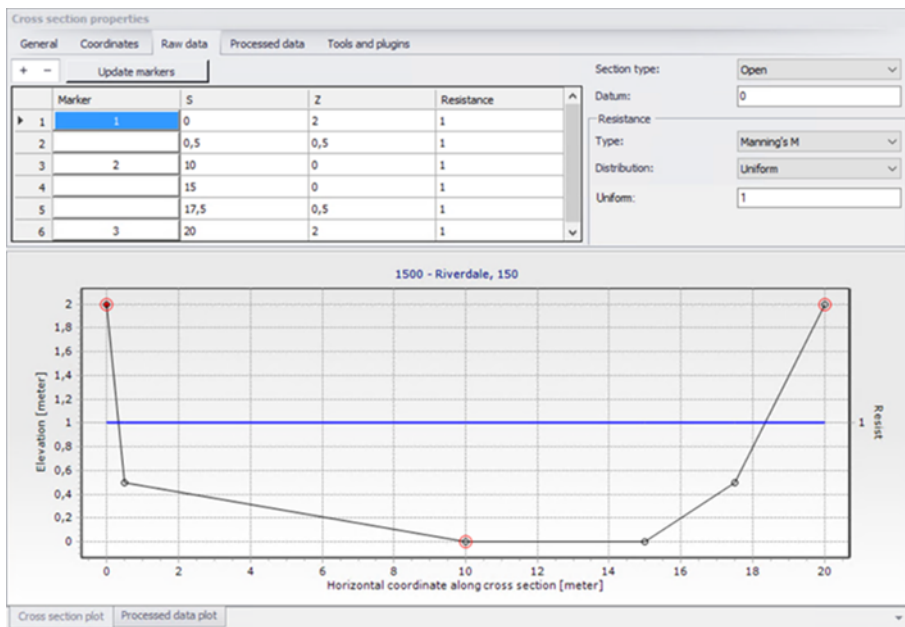 Cross section properties
General Coordinates Raw data Processed data Tools and plugins
+ − Update markers
Marker S Z Resistance
1 1 0 2 1
2 0,5 0,5 1
3 2 10 0 1
4 15 0 1
5 17,5 0,5 1
6 3 20 2 1
Section type: Open
Datum: 0
Resistance
Type: Manning's M
Distribution: Uniform
Uniform: 1
1500 - Riverdale, 150
Elevation [meter]
2
1,8
1,6
1,4
1,2
1
0,8
0,6
0,4
0,2
0
1
Resist
0 2 4 6 8 10 12 14 16 18 20
Horizontal coordinate along cross section [meter]
Cross section plot Processed data plot